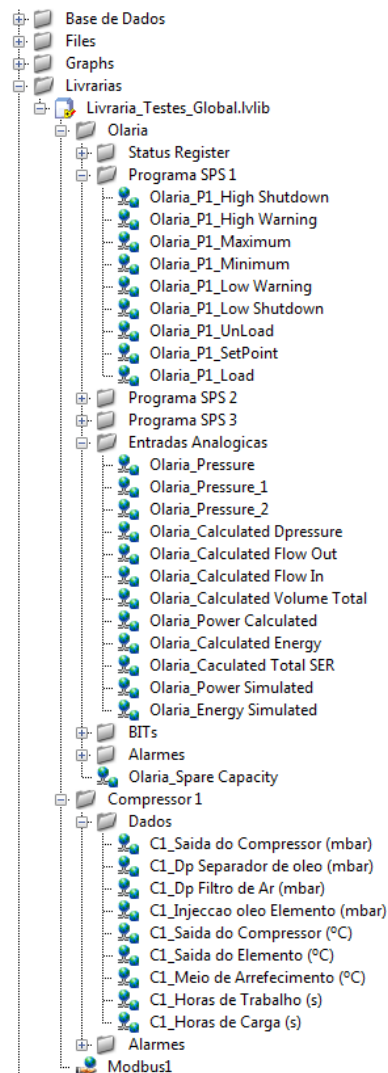 Base de Dados
Files
Graphs
Livrarias
Livraria_Testes_Global.lvlib
Olaria
Status Register
Programa SPS 1
Olaria_P1_High Shutdown
Olaria_P1_High Warning
Olaria_P1_Maximum
Olaria_P1_Minimum
Olaria_P1_Low Warning
Olaria_P1_Low Shutdown
Olaria_P1_UnLoad
Olaria_P1_SetPoint
Olaria_P1_Load
Programa SPS 2
Programa SPS 3
Entradas Analogicas
Olaria_Pressure
Olaria_Pressure_1
Olaria_Pressure_2
Olaria_Calculated Dpressure
Olaria_Calculated Flow Out
Olaria_Calculated Flow In
Olaria_Calculated Volume Total
Olaria_Power Calculated
Olaria_Calculated Energy
Olaria_Caculated Total SER
Olaria_Power Simulated
Olaria_Energy Simulated
BITs
Alarmes
Olaria_Spare Capacity
Compressor 1
Dados
C1_Saida do Compressor (mbar)
C1_Dp Separador de oleo (mbar)
C1_Dp Filtro de Ar (mbar)
C1_Injeccao oleo Elemento (mbar)
C1_Saida do Compressor (ºC)
C1_Saida do Elemento (ºC)
C1_Meio de Arrefecimento (ºC)
C1_Horas de Trabalho (s)
C1_Horas de Carga (s)
Alarmes
Modbus1